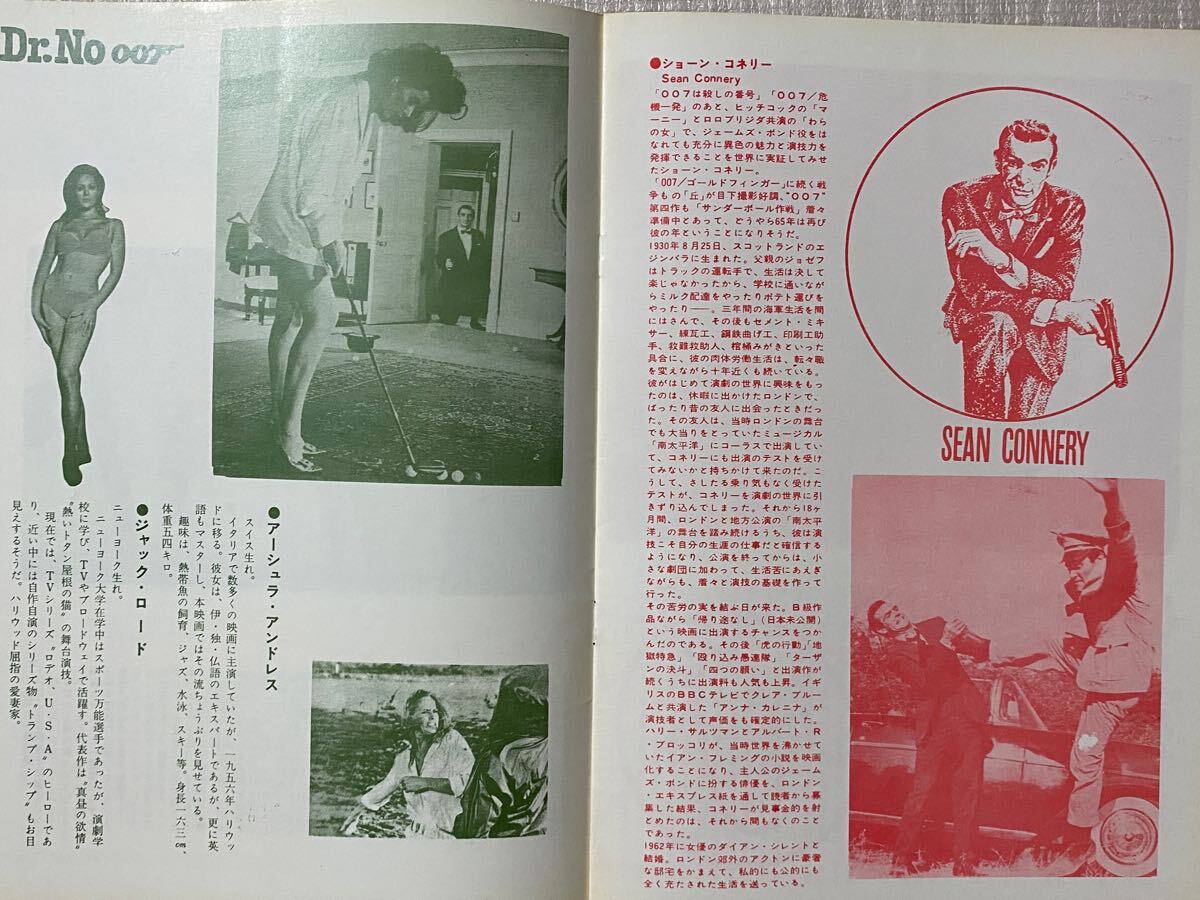 Dr.No 007
●アーシュラ・アンドレス
スイス生れ。
イタリアで数多くの映画に主演していたが、一九五六年ハリウッ
ドに移る。彼女は、伊・独・仏語のエキスパートであるが、更に英
語もマスターし、本映画ではその流ちょうぶりを見せている。
趣味は、熱帯魚の飼育、ジャズ、水泳、スキー等。身長一六三cm、
体重五四キロ。
●ジャック・ロード
ニューヨーク生れ。
ニューヨーク大学在学中はスポーツ万能選手であったが、演劇学
校に学び、TVやブロードウェイで活躍す。代表作は〝真昼の欲情〟
〝熱いトタン屋根の猫〟の舞台演技。
現在では、TVシリーズ〝ロデオ、U・S・A〟のヒーローであ
り、近い中には自作自演のシリーズ物〝トランプ・シップ〟もお目
見えするそうだ。ハリウッド屈指の愛妻家。
●ショーン・コネリー
Sean Connery
「007は殺しの番号」「007/危
機一発」のあと、ヒッチコックの「マ
ーニー」とロロブリジダ共演の「わら
の女」で、ジェームズ・ボンド役をは
なれても充分に異色の魅力と演技力を
発揮できることを世界に実証してみせ
たショーン・コネリー。
「007/ゴールドフィンガー」に続く戦
争もの「丘」が目下撮影好調、"007"
第四作も「サンダーボール作戦」着々
準備中とあって、どうやら65年は再び
彼の年ということになりそうだ。
1930年8月25日、スコットランドのエ
ジンバラに生まれた。父親のジョゼフ
はトラックの運転手で、生活は決して
楽じゃなかったから、学校に通いなが
らミルク配達をやったりポテト運びを
やったり——。三年間の海軍生活を間
にはさんで、その後もセメント・ミキ
サー、練瓦工、鋼鉄曲げ工、印刷工助
手、救難救助人、棺桶みがきといった
具合に、彼の肉体労働生活は、転々職
を変えながら十年近くも続いている。
彼がはじめて演劇の世界に興味をもっ
たのは、休暇に出かけたロンドンで、
ばったり昔の友人に出会ったときだっ
た。その友人は、当時ロンドンの舞台
でも大当りをとっていたミュージカル
「南太平洋」にコーラスで出演してい
て、コネリーにも出演のテストを受け
てみないかと持ちかけて来たのだ。こ
うして、さしたる乗り気もなく受けた
テストが、コネリーを演劇の世界に引
きずり込んでしまった。それから18ヶ
月間、ロンドンと地方公演の「南太平
洋」の舞台を踏み続けるうち、彼は演
技こそ自分の生涯の仕事だと確信する
ようになり、公演を終ってからは、小
さな劇団に加わって、生活苦にあえぎ
ながらも、着々と演技の基礎を作って
行った。
その苦労の実を結ぶ日が来た。B級作
品ながら「帰り途なし」(日本未公開)
という映画に出演するチャンスをつか
んだのである。その後「虎の行動」「地
獄特急」「殴り込み愚連隊」「ターザ
ンの決斗」「四つの願い」と出演作が
続くうちに出演料も人気も上昇。イギ
リスのBBCテレビでクレア・ブルー
ムと共演した「アンナ・カレニナ」が
演技者として声価をも確定的にした。
ハリー・サルツマンとアルバート・R
・ブロッコリが、当時世界を沸かせて
いたイアン・フレミングの小説を映画
化することになり、主人公のジェーム
ズ・ボンドに扮する俳優を、ロンドン
・エキスプレス紙を通して読者から募
集した結果、コネリーが見事金的を射
とめたのは、それから間もなくのこと
であった。
1962年に女優のダイアン・シレントと
結婚。ロンドン郊外のアクトンに豪奢
な邸宅をかまえて、私的にも公的にも
全く充たされた生活を送っている。
SEAN CONNERY